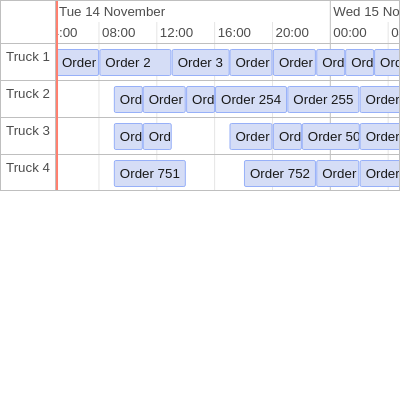 Tue 14 November Wed 15 No
:00 08:00 12:00 16:00 20:00 00:00 0
Truck 1 Order Order 2 Order 3 Order Order Ord Ord Ord
Truck 2 Ord Order Ord Order 254 Order 255 Order
Truck 3 Ord Ord Order Ord Order 50 Order
Truck 4 Order 751 Order 752 Order Order